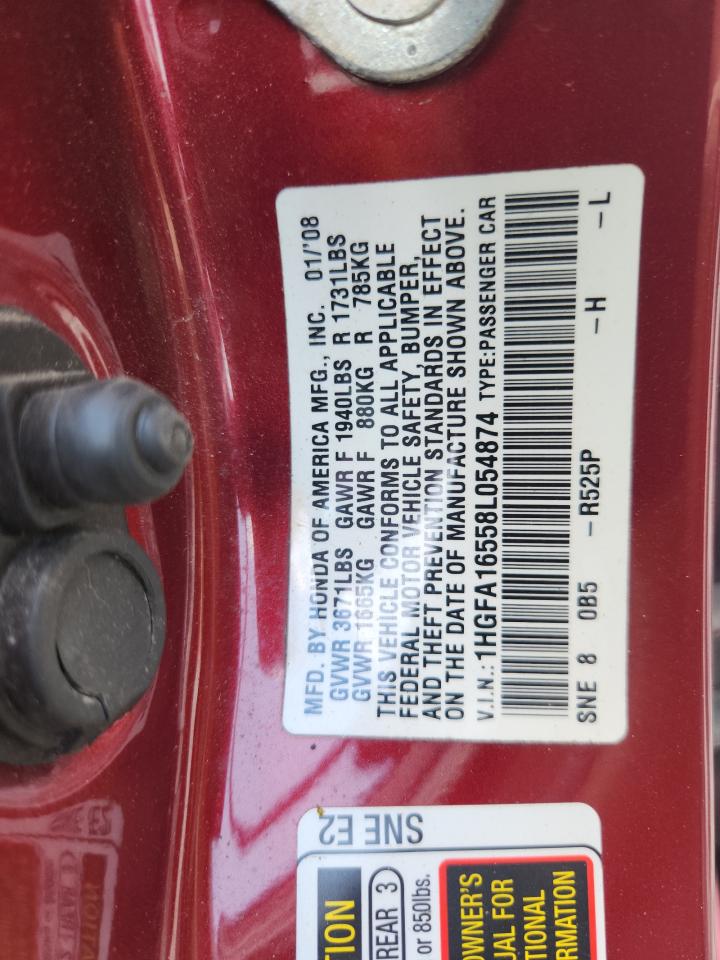 MFD. BY HONDA OF AMERICA MFG., INC. 01/'08
GVWR 3671LBS GAWR F 1940LBS R 1731LBS
GVWR 1665KG GAWR F 880KG R 785KG
THIS VEHICLE CONFORMS TO ALL APPLICABLE
FEDERAL MOTOR VEHICLE SAFETY, BUMPER,
AND THEFT PREVENTION STANDARDS IN EFFECT
ON THE DATE OF MANUFACTURE SHOWN ABOVE.
V.I.N.:1HGFA16558L054874 TYPE:PASSENGER CAR
SNE 8 0B5 -R525P -H -L
SNE E2
TION
REAR 3
or 850lbs.
OWNER'S
UAL FOR
TIONAL
RMATION